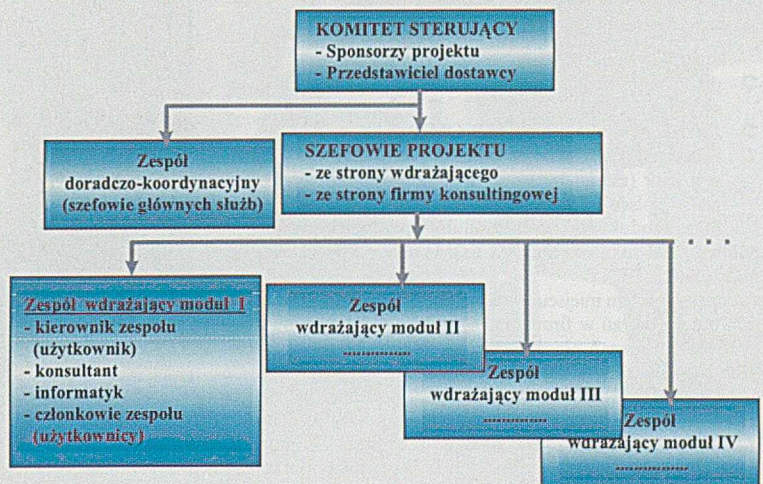 KOMITET STERUJĄCY
- Sponsorzy projektu
- Przedstawiciel dostawcy
Zespół
doradczo-koordynacyjny
(szefowie głównych służb)
SZEFOWIE PROJEKTU
- ze strony wdrażającego
- ze strony firmy konsultingowej
. . .
Zespół wdrażający moduł I
- kierownik zespołu
(użytkownik)
- konsultant
- informatyk
- członkowie zespołu
(użytkownicy)
Zespół
wdrażający moduł II
...............
Zespół
wdrażający moduł III
...............
Zespół
wdrażający moduł IV
................